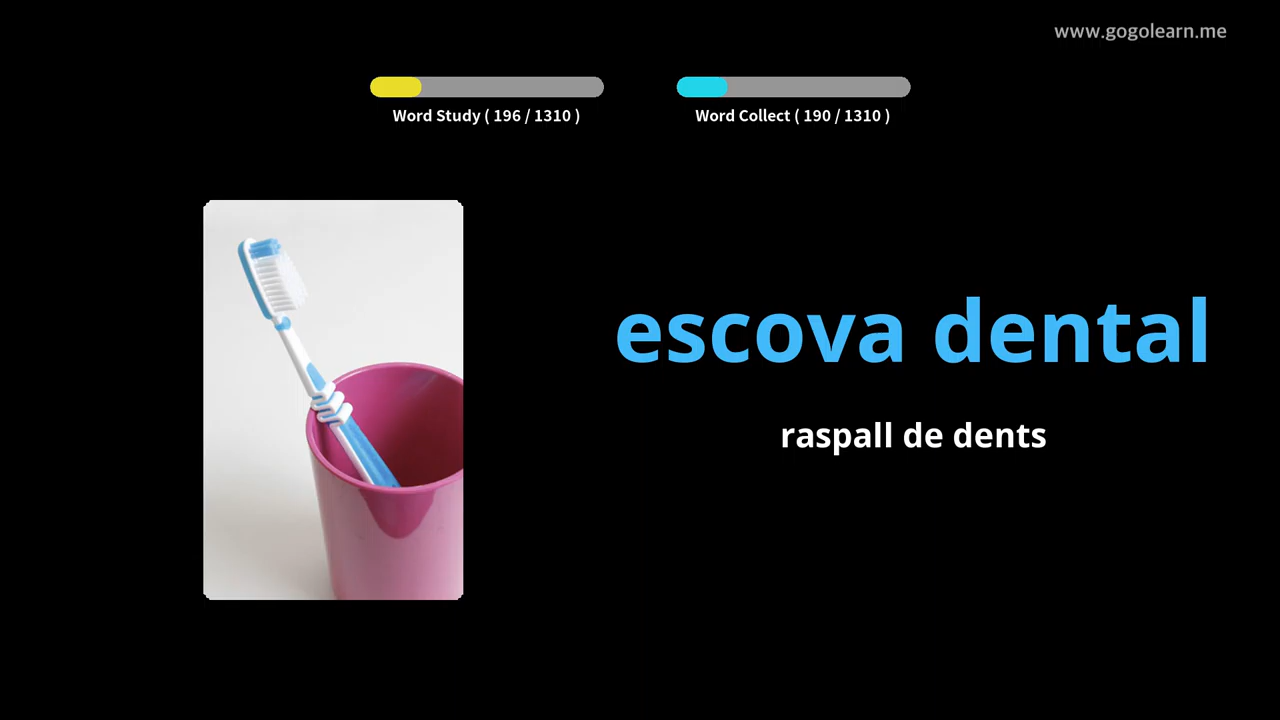 www.gogolearn.me
Word Study ( 196 / 1310 )
Word Collect ( 190 / 1310 )
escova dental
raspall de dents